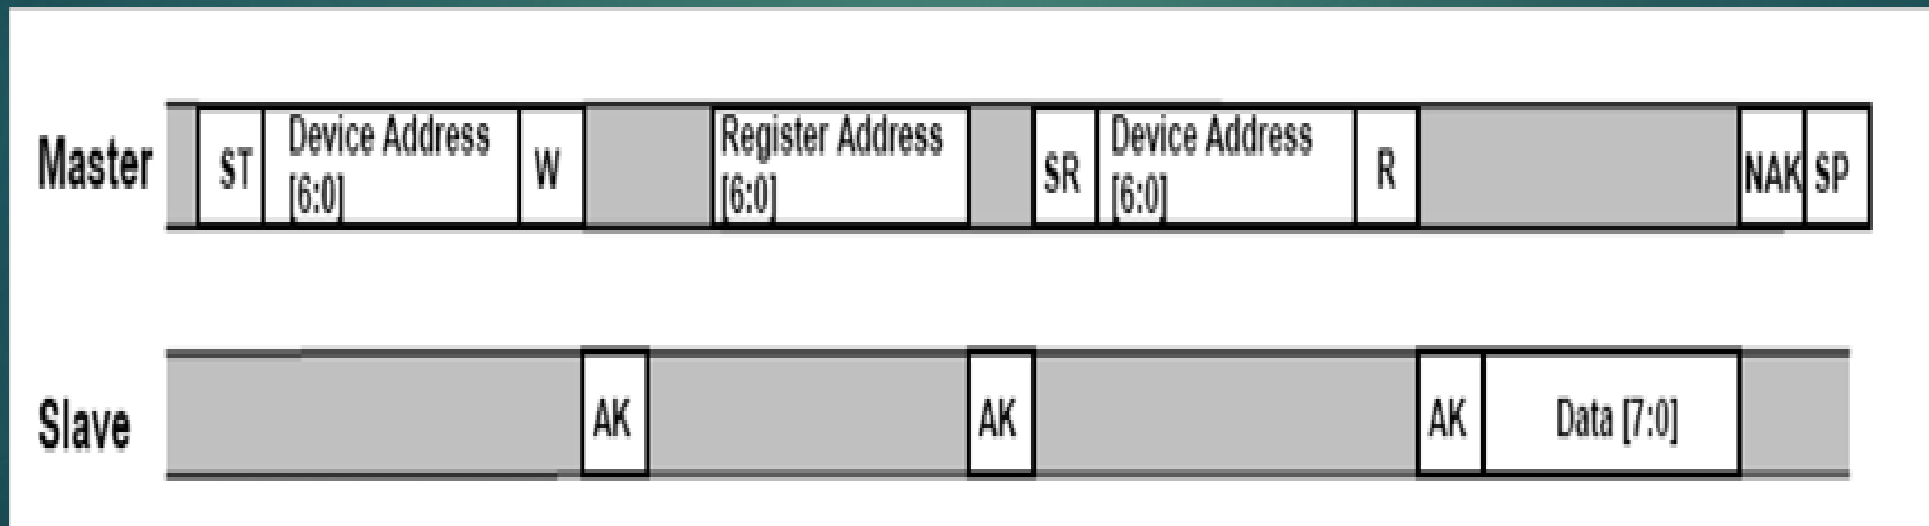 Master
ST
Device Address
[6:0]
W
Register Address
[6:0]
SR
Device Address
[6:0]
R
NAK
SP
Slave
AK
AK
AK
Data [7:0]